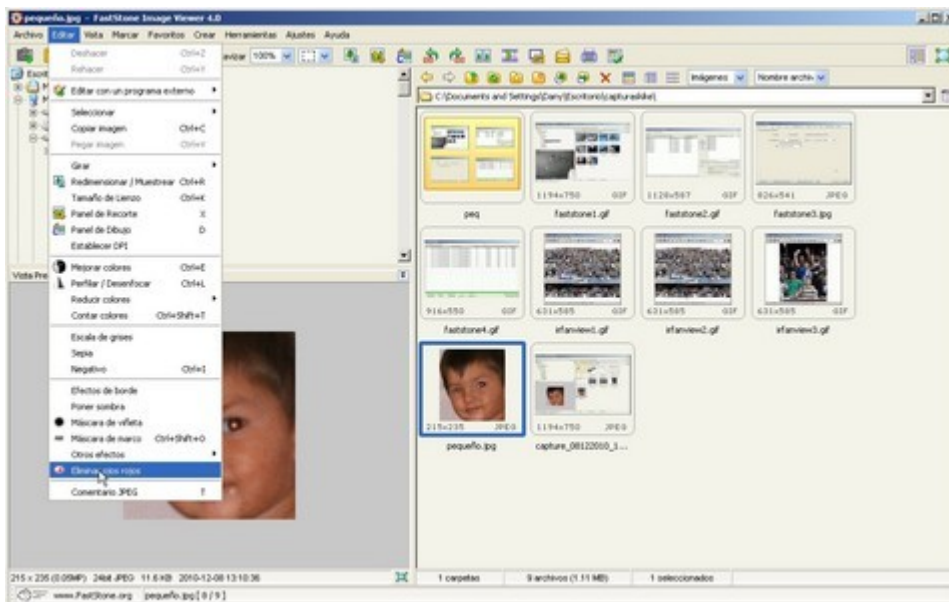 pequeño.jpg - FastStone Image Viewer 4.0
Archivo Editar Vista Marcar Favoritos Crear Herramientas Ajustes Ayuda
Deshacer Ctrl+Z
Rehacer Ctrl+Y
Editar con un programa externo
Seleccionar
Copiar imagen Ctrl+C
Pegar imagen Ctrl+V
Girar
Redimensionar / Muestrear Ctrl+R
Tamaño de Lienzo Ctrl+K
Panel de Recorte X
Panel de Dibujo D
Establecer DPI
Mejorar colores Ctrl+E
Perfilar / Desenfocar Ctrl+L
Reducir colores
Contar colores Ctrl+Shift+T
Escala de grises
Sepia
Negativo Ctrl+I
Efectos de borde
Poner sombra
Máscara de viñeta
Máscara de marco Ctrl+Shift+O
Otros efectos
Eliminar ojos rojos
Comentario JPEG
avizar 100%
Escrit
Vista Pre
Imágenes Nombre archiv
C:\Documents and Settings\Dany\Escritorio\capturas
1194x750 GIF
1128x587 GIF
826x541 JPEG
peq faststone1.gif faststone2.gif faststone3.jpg
916x550 GIF
631x585 GIF
631x585 GIF
631x585 GIF
faststone4.gif irfanview1.gif irfanview2.gif irfanview3.gif
215x235 JPEG
1194x750 JPEG
pequeño.jpg capture_08122010_1...
215 x 235 (0.05MP) 24bit JPEG 11.6 KB 2010-12-08 13:10:36
1 carpetas 9 archivos (1.11 MB) 1 seleccionados
www.FastStone.org pequeño.jpg [ 8 / 9 ]